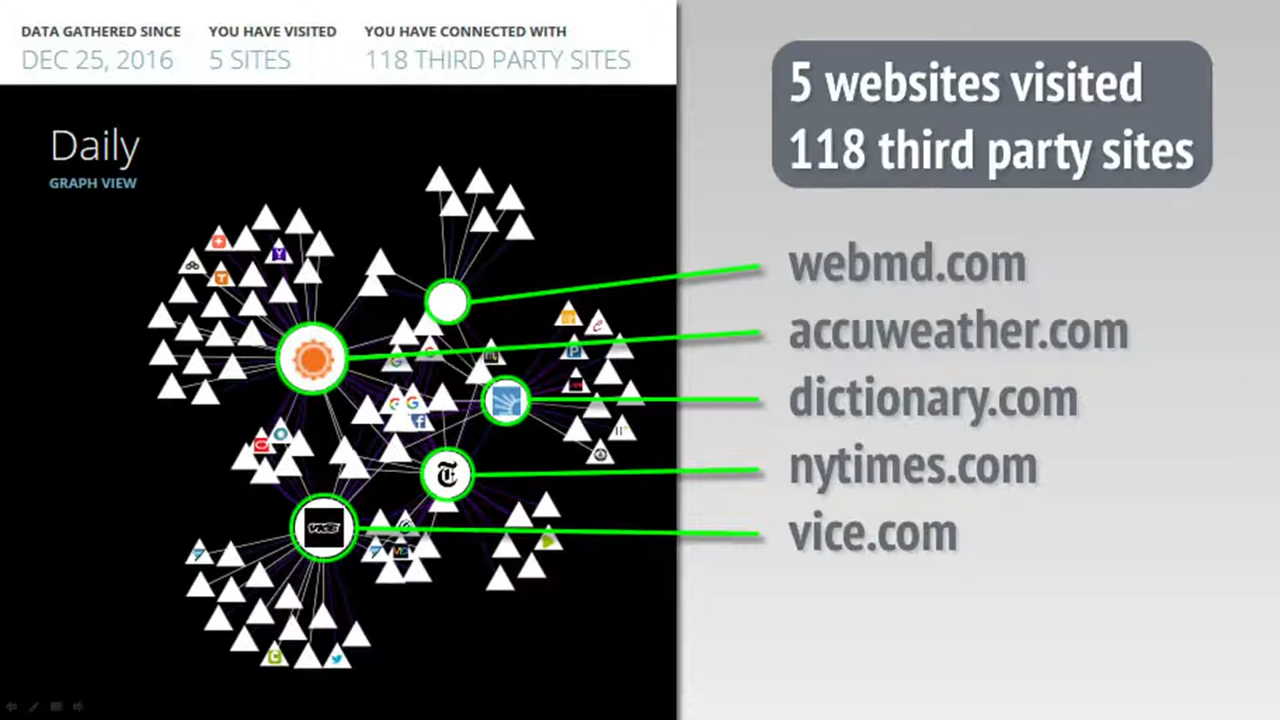 DATA GATHERED SINCE
DEC 25, 2016
YOU HAVE VISITED
5 SITES
YOU HAVE CONNECTED WITH
118 THIRD PARTY SITES
Daily
GRAPH VIEW
VICE
5 websites visited
118 third party sites
webmd.com
accuweather.com
dictionary.com
nytimes.com
vice.com